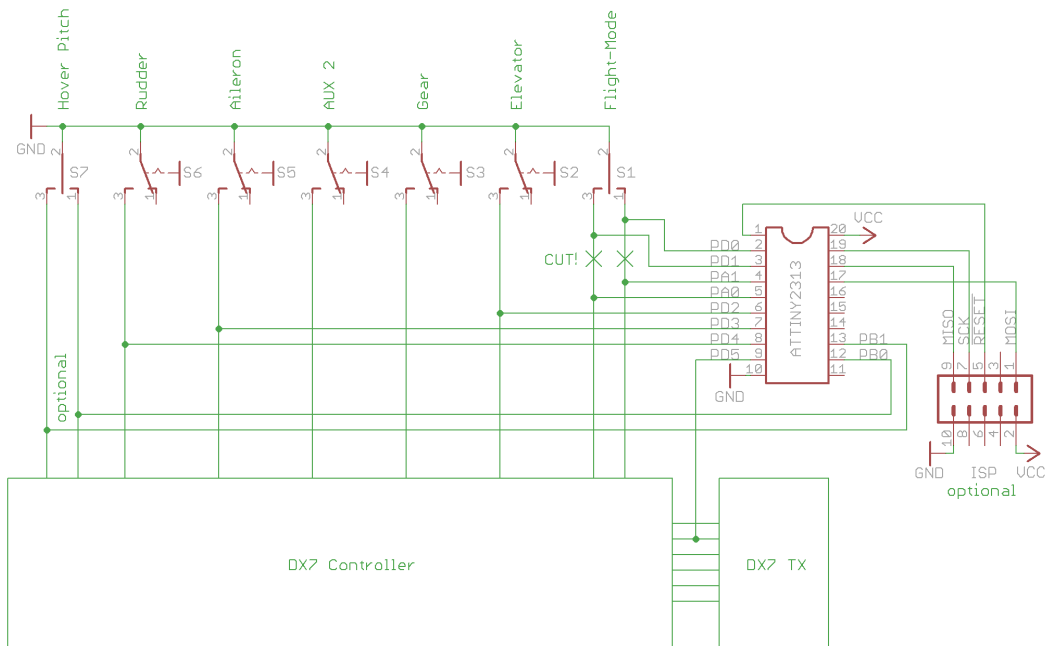 Hover Pitch
Rudder
Aileron
AUX 2
Gear
Elevator
Flight-Mode
GND
2
2
2
2
2
2
2
S7
S6
S5
S4
S3
S2
S1
3
1
3
1
3
1
3
1
3
1
3
1
3
1
CUT!
VCC
1
20
PD0
2
19
PD1
3
18
PA1
4
17
PA0
5
16
PD2
6
15
PD3
7
14
PD4
8
13
PB1
PD5
9
12
PB0
10
11
ATTINY2313
GND
MISO
SCK
RESET
MOSI
9
7
5
3
1
10
8
6
4
2
GND
ISP
VCC
optional
optional
DX7 Controller
DX7 TX